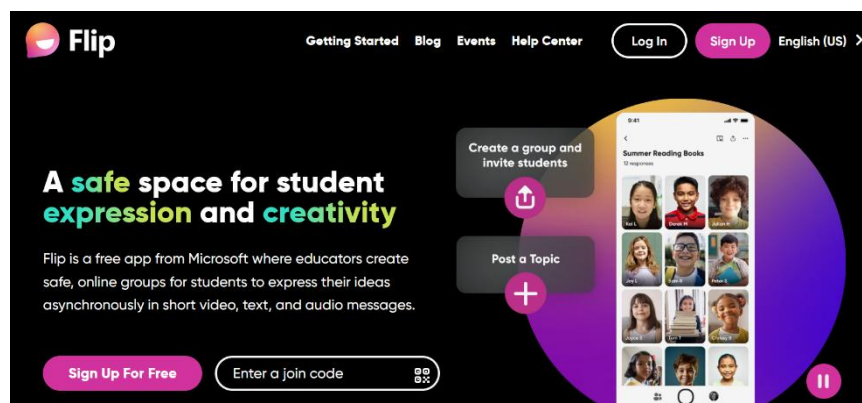 Flip
Getting Started Blog Events Help Center Log In Sign Up English (US)
A safe space for student
expression and creativity
Flip is a free app from Microsoft where educators create
safe, online groups for students to express their ideas
asynchronously in short video, text, and audio messages.
Sign Up For Free
Enter a join code
Create a group and
invite students
Post a Topic
9:41
Summer Reading Books
12 responses
Kai L
Derek M
Joy L